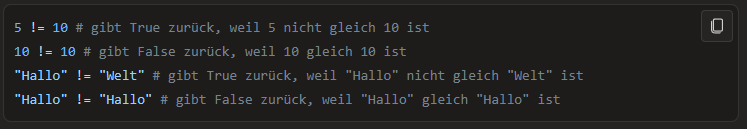 5 != 10 # gibt True zurück, weil 5 nicht gleich 10 ist
10 != 10 # gibt False zurück, weil 10 gleich 10 ist
"Hallo" != "Welt" # gibt True zurück, weil "Hallo" nicht gleich "Welt" ist
"Hallo" != "Hallo" # gibt False zurück, weil "Hallo" gleich "Hallo" ist